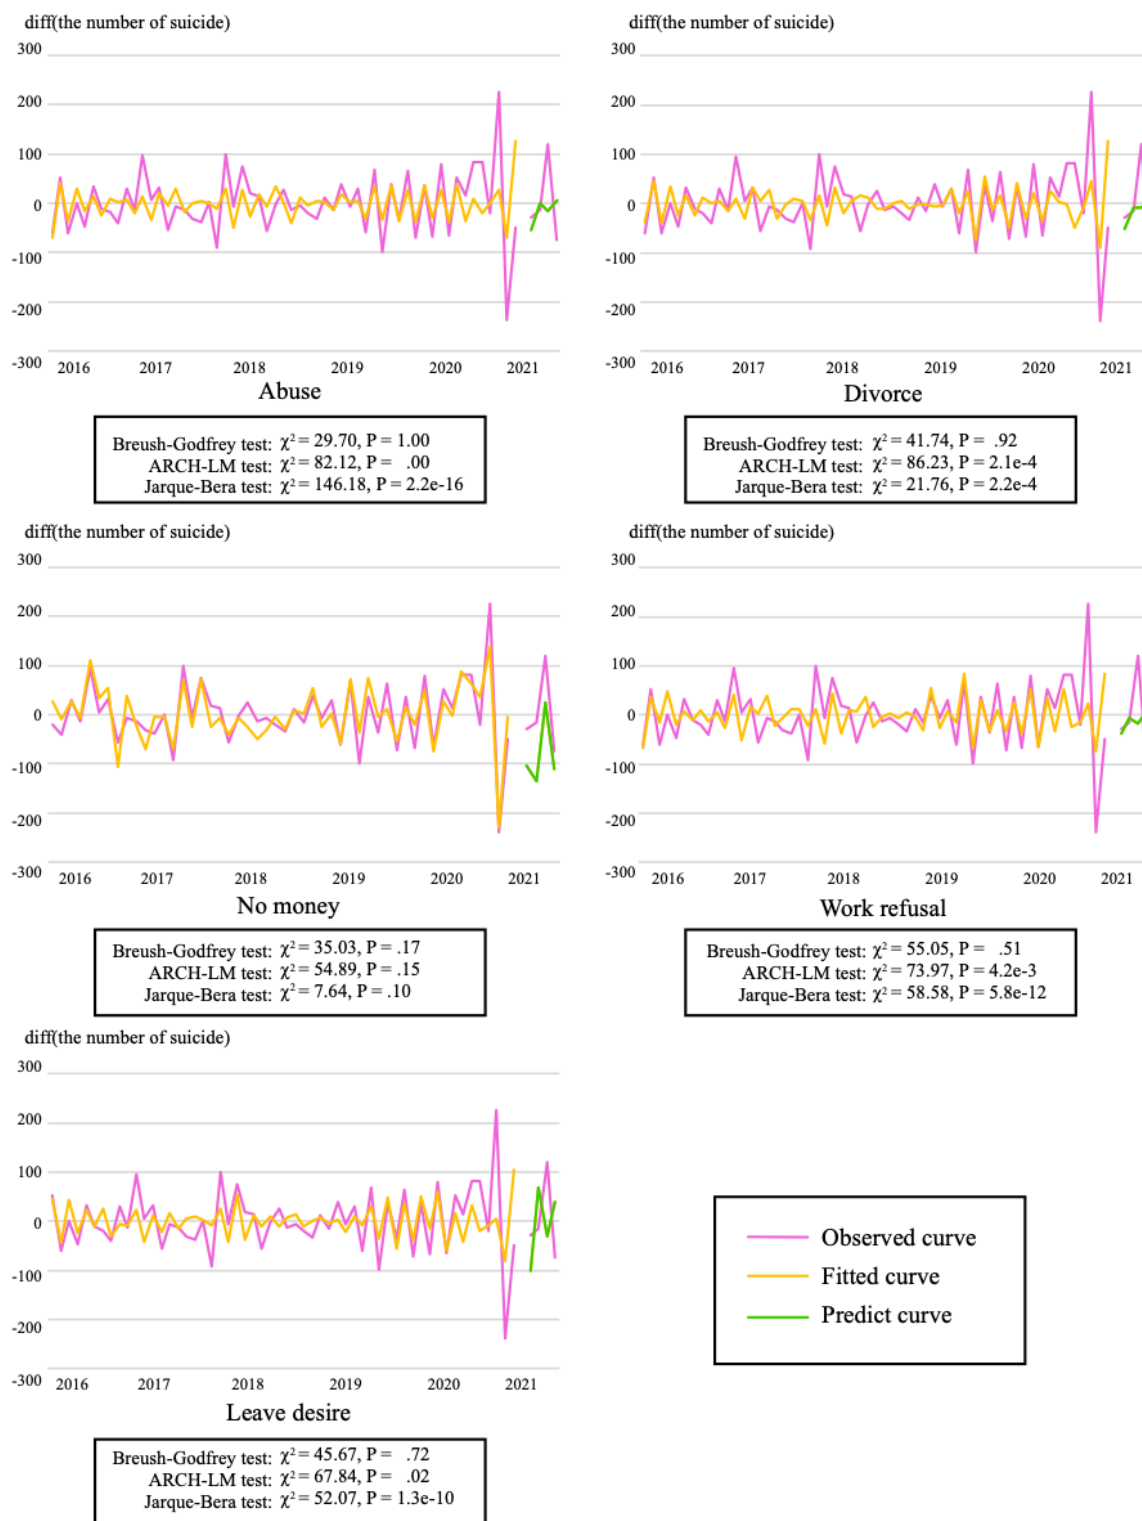 diff(the number of suicide)
300
200
100
0
-100
-200
-300
2016 2017 2018 2019 2020 2021
Abuse
Breush-Godfrey test: χ² = 29.70, P = 1.00
ARCH-LM test: χ² = 82.12, P = .00
Jarque-Bera test: χ² = 146.18, P = 2.2e-16
diff(the number of suicide)
300
200
100
0
-100
-200
-300
2016 2017 2018 2019 2020 2021
Divorce
Breush-Godfrey test: χ² = 41.74, P = .92
ARCH-LM test: χ² = 86.23, P = 2.1e-4
Jarque-Bera test: χ² = 21.76, P = 2.2e-4
diff(the number of suicide)
300
200
100
0
-100
-200
-300
2016 2017 2018 2019 2020 2021
No money
Breush-Godfrey test: χ² = 35.03, P = .17
ARCH-LM test: χ² = 54.89, P = .15
Jarque-Bera test: χ² = 7.64, P = .10
diff(the number of suicide)
300
200
100
0
-100
-200
-300
2016 2017 2018 2019 2020 2021
Work refusal
Breush-Godfrey test: χ² = 55.05, P = .51
ARCH-LM test: χ² = 73.97, P = 4.2e-3
Jarque-Bera test: χ² = 58.58, P = 5.8e-12
diff(the number of suicide)
300
200
100
0
-100
-200
-300
2016 2017 2018 2019 2020 2021
Leave desire
Breush-Godfrey test: χ² = 45.67, P = .72
ARCH-LM test: χ² = 67.84, P = .02
Jarque-Bera test: χ² = 52.07, P = 1.3e-10
Observed curve
Fitted curve
Predict curve